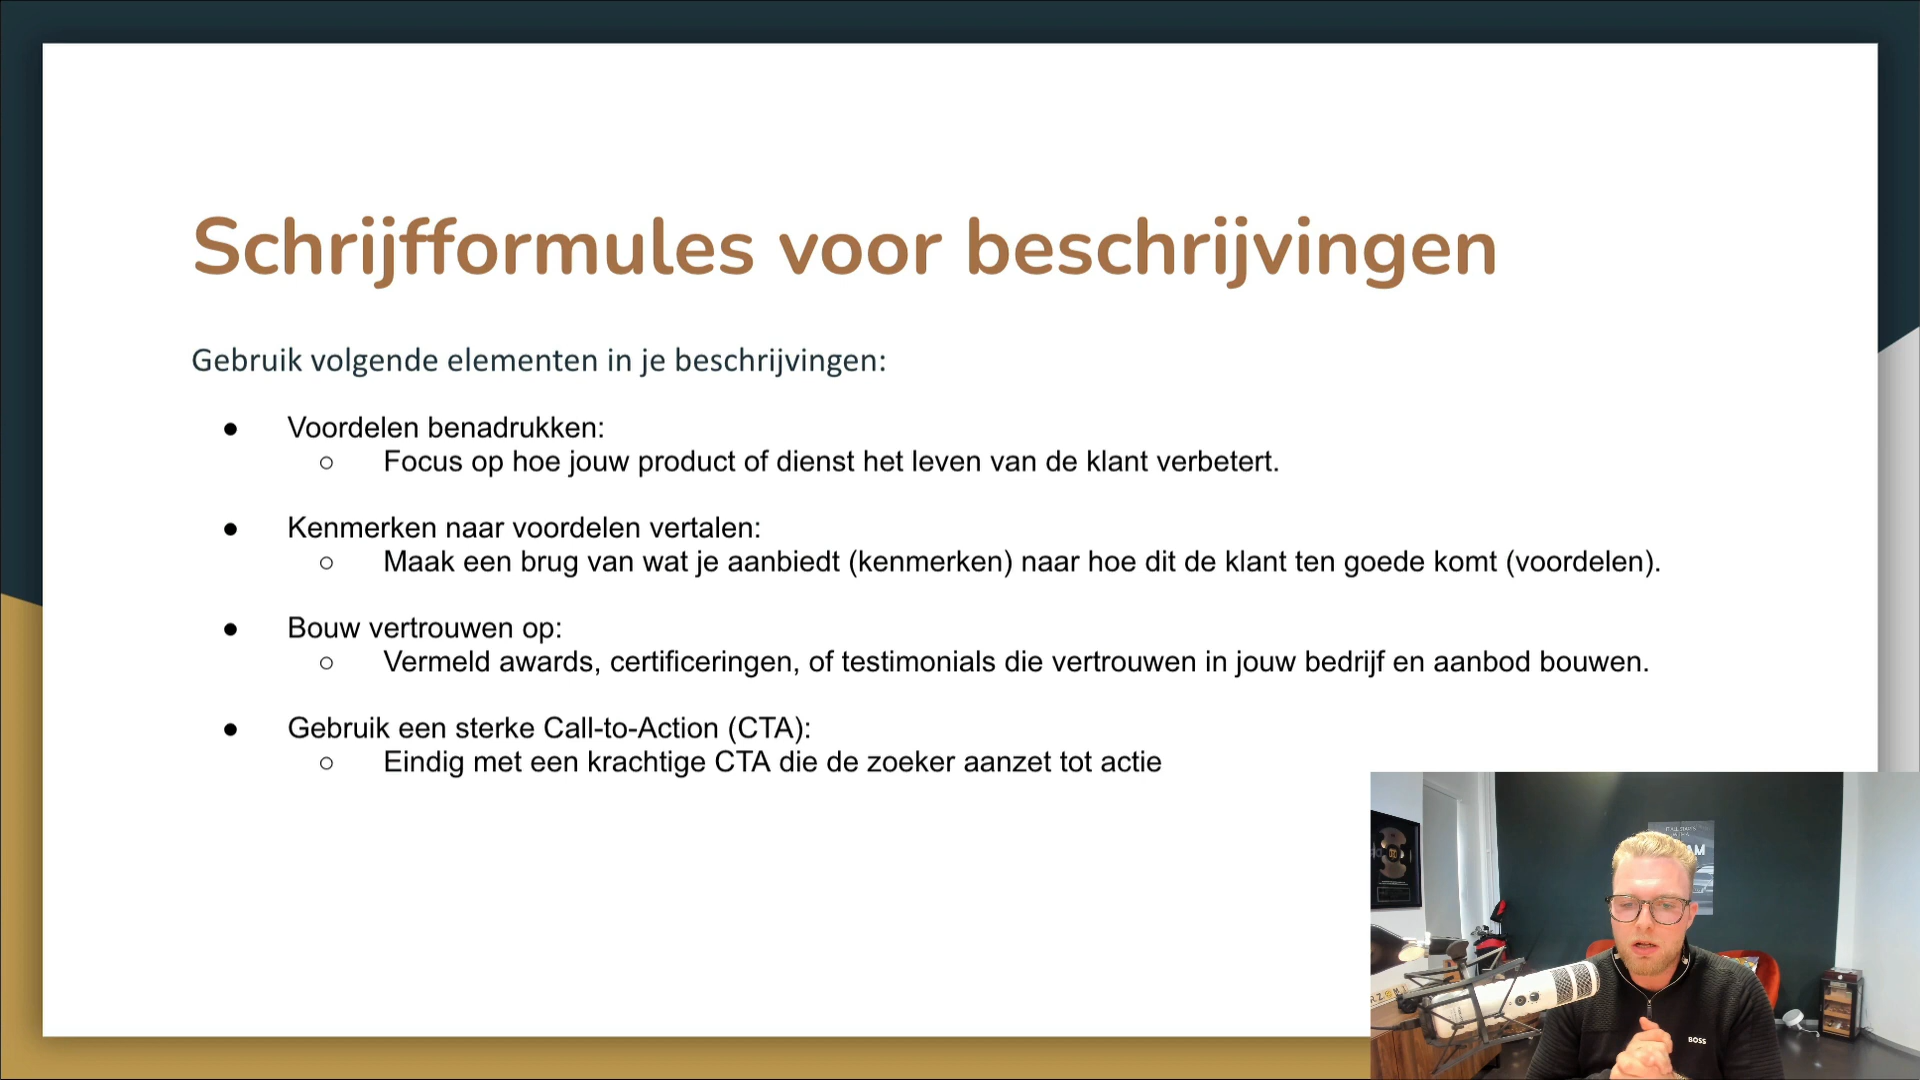 Schrijfformules voor beschrijvingen
Gebruik volgende elementen in je beschrijvingen:
● Voordelen benadrukken:
○ Focus op hoe jouw product of dienst het leven van de klant verbetert.
● Kenmerken naar voordelen vertalen:
○ Maak een brug van wat je aanbiedt (kenmerken) naar hoe dit de klant ten goede komt (voordelen).
● Bouw vertrouwen op:
○ Vermeld awards, certificeringen, of testimonials die vertrouwen in jouw bedrijf en aanbod bouwen.
● Gebruik een sterke Call-to-Action (CTA):
○ Eindig met een krachtige CTA die de zoeker aanzet tot actie
BOSS